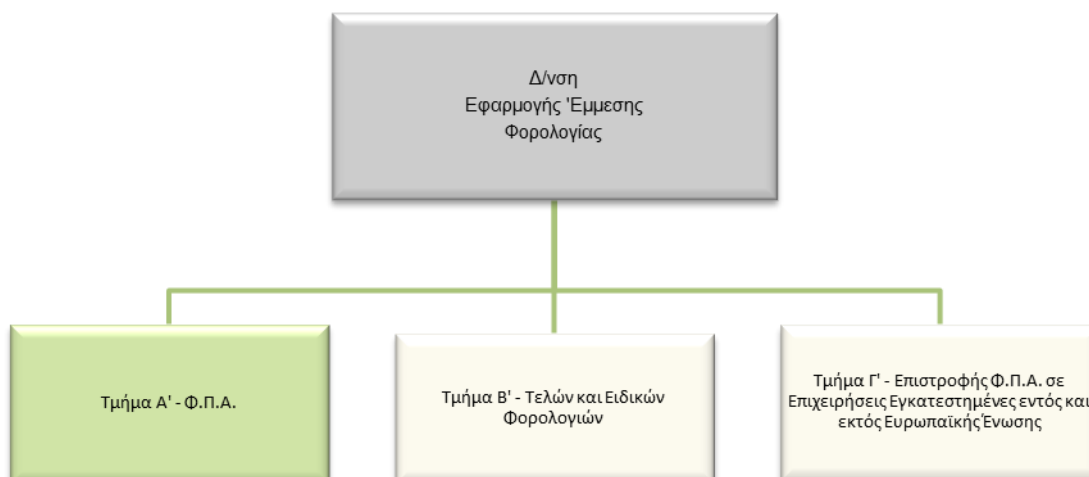 Δ/νση
Εφαρμογής Έμμεσης
Φορολογίας
Τμήμα Α' - Φ.Π.Α.
Τμήμα Β' - Τελών και Ειδικών
Φορολογιών
Τμήμα Γ' - Επιστροφής Φ.Π.Α. σε
Επιχειρήσεις Εγκατεστημένες εντός και
εκτός Ευρωπαϊκής Ένωσης